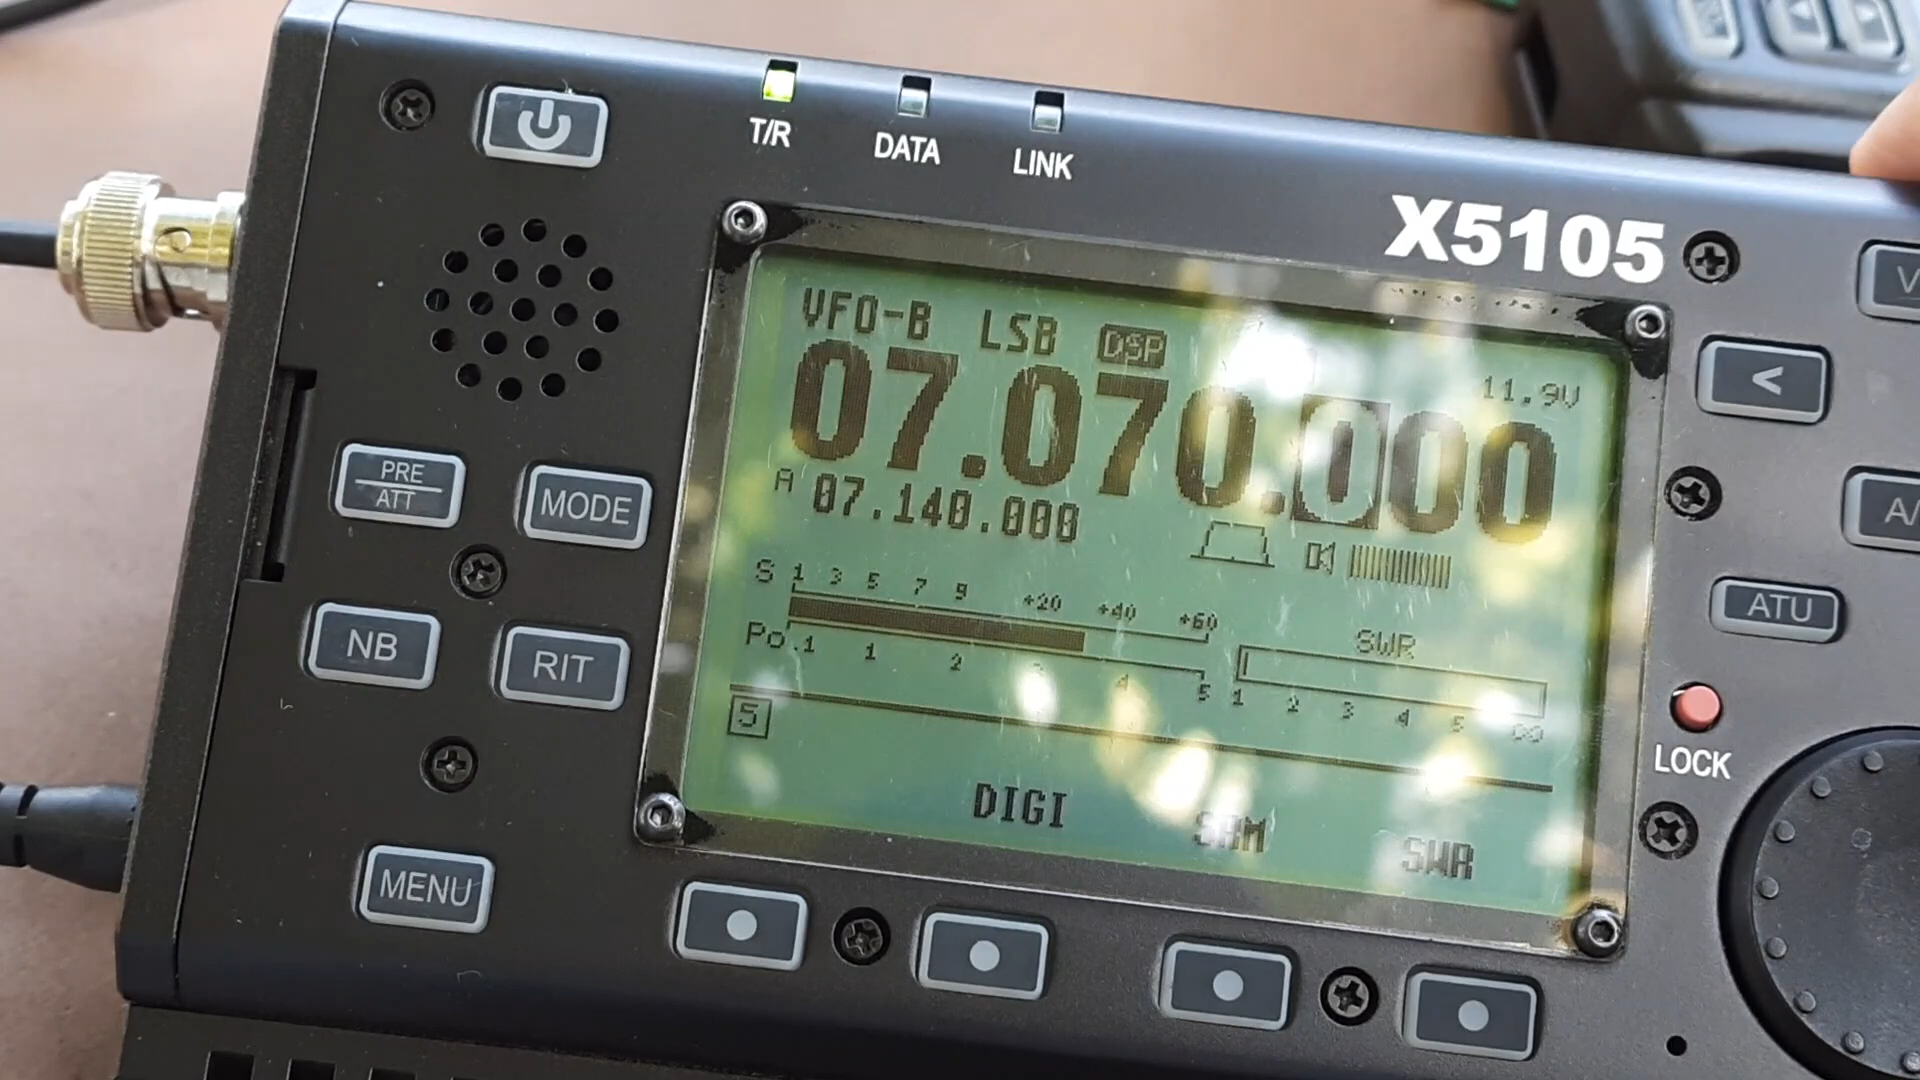 T/R
DATA
LINK
X5105
VFO-B LSB DSP
11.9V
07.070.000
A 07.140.000
<
PRE
ATT
MODE
S 1 3 5 7 9 +20 +40 +60
Po .1 1 2 3 4 5
SWR
1 2 3 4 5 ∞
ATU
NB
RIT
5
LOCK
DIGI SAM SWR
MENU